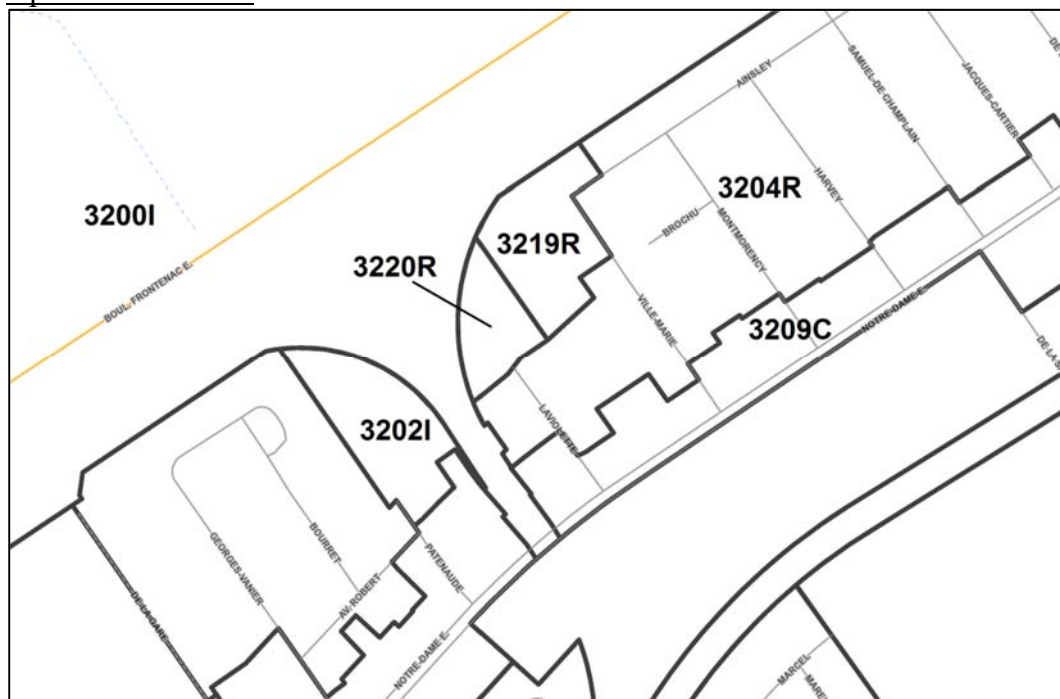 AINSLEY
SAMUEL-DE CHAMPLAIN
JACQUES-CARTIER
3200I
3204R
HARVEY
3219R
BROCHU
MONTMORENCY
3220R
BOUL. FRONTENAC E.
VILLE-MARIE
NOTRE-DAME E.
3209C
3202I
LAVIOLETTE
GEORGES-VANIER
BOURRET
PATENAUDE
AV. ROBERT
DE LA GARE
NOTRE-DAME E.
MARCEL